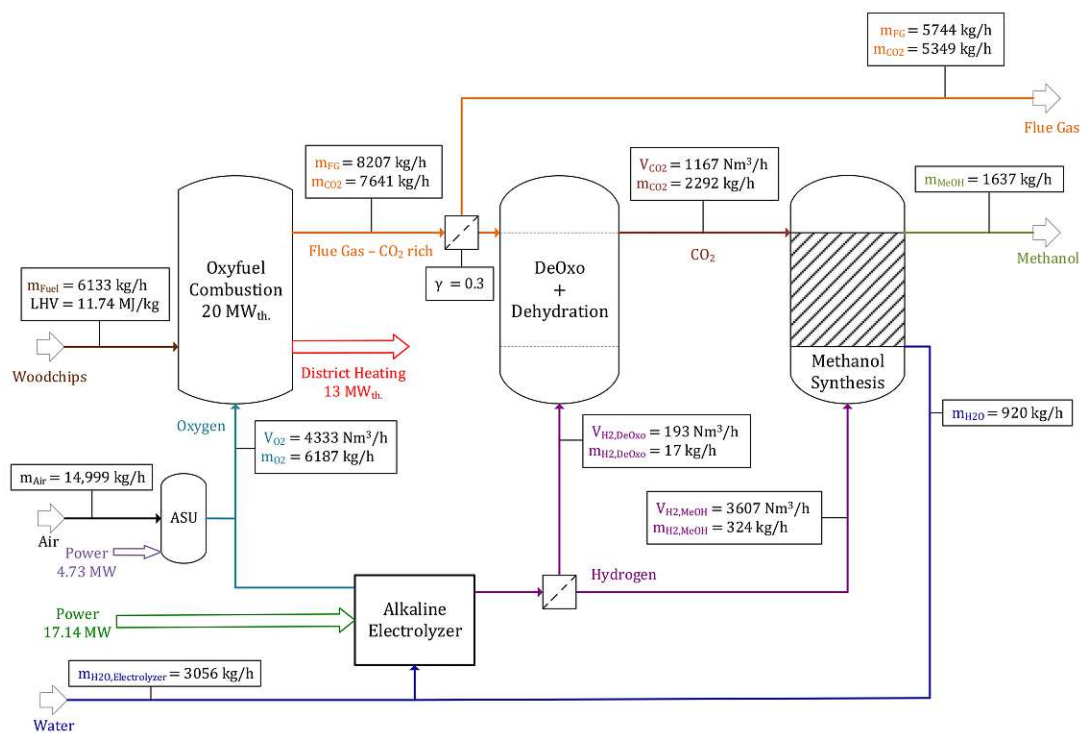 m_FG = 5744 kg/h
m_CO2 = 5349 kg/h
Flue Gas
m_FG = 8207 kg/h
m_CO2 = 7641 kg/h
V_CO2 = 1167 Nm³/h
m_CO2 = 2292 kg/h
m_MeOH = 1637 kg/h
Flue Gas – CO₂ rich
CO₂
Methanol
γ = 0.3
Oxyfuel
Combustion
20 MW_th.
DeOxo
+
Dehydration
Methanol
Synthesis
m_Fuel = 6133 kg/h
LHV = 11.74 MJ/kg
Woodchips
District Heating
13 MW_th.
Oxygen
V_O2 = 4333 Nm³/h
m_O2 = 6187 kg/h
m_H2O = 920 kg/h
V_H2,DeOxo = 193 Nm³/h
m_H2,DeOxo = 17 kg/h
m_Air = 14,999 kg/h
ASU
Air
Power
4.73 MW
V_H2,MeOH = 3607 Nm³/h
m_H2,MeOH = 324 kg/h
Hydrogen
Alkaline
Electrolyzer
Power
17.14 MW
m_H2O,Electrolyzer = 3056 kg/h
Water